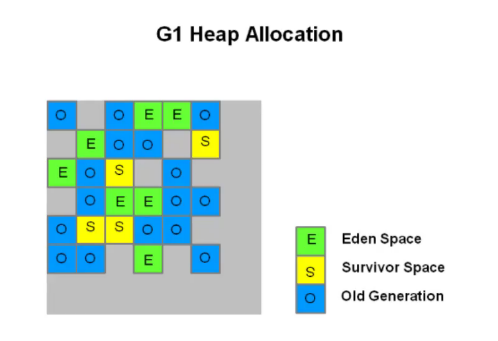 G1 Heap Allocation
O O E E O
E O O S
E O S O
O E E O O
O S S O O
O O E O
E Eden Space
S Survivor Space
O Old Generation